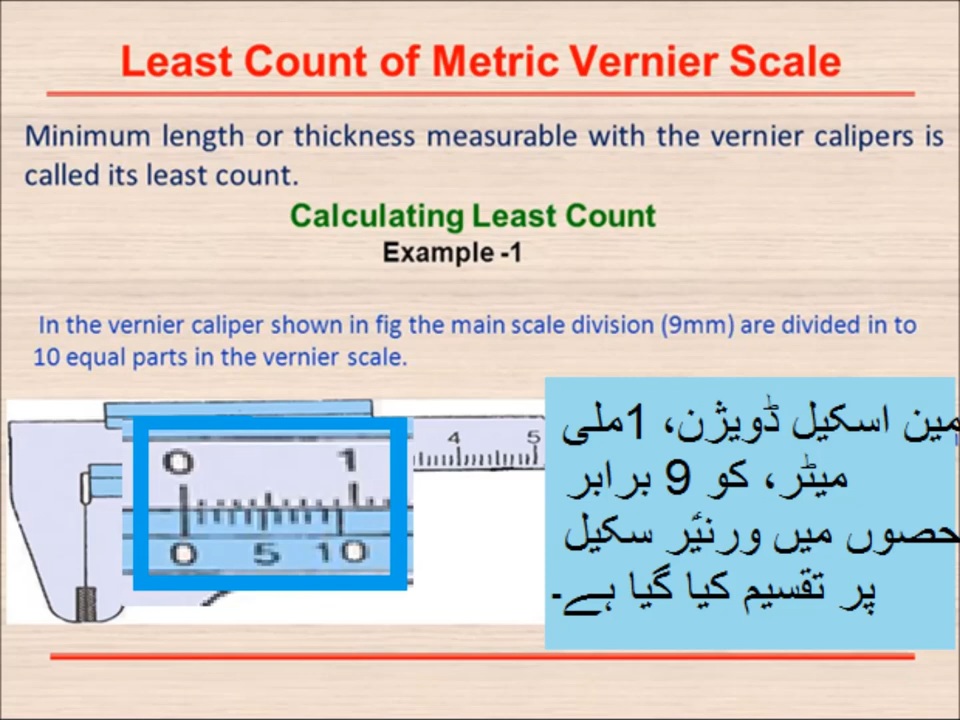 Least Count of Metric Vernier Scale
Minimum length or thickness measurable with the vernier calipers is
called its least count.
Calculating Least Count
Example -1
In the vernier caliper shown in fig the main scale division (9mm) are divided in to
10 equal parts in the vernier scale.
4 5
0 1
0 5 10
مین اسکیل ڈویژن، 1ملی
میٹر، کو 9 برابر
حصوں میں ورنیٔر سکیل
پر تقسیم کیا گیا ہے۔